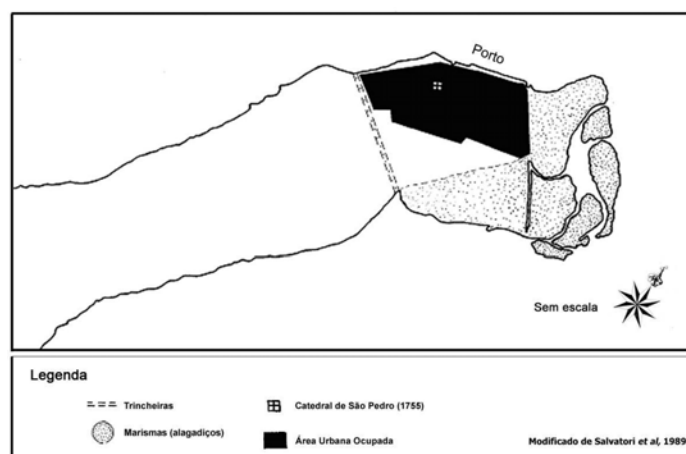 Porto
Sem escala
Legenda
Trincheiras
Catedral de São Pedro (1755)
Marismas (alagadiços)
Área Urbana Ocupada
Modificado de Salvatori et al, 1989